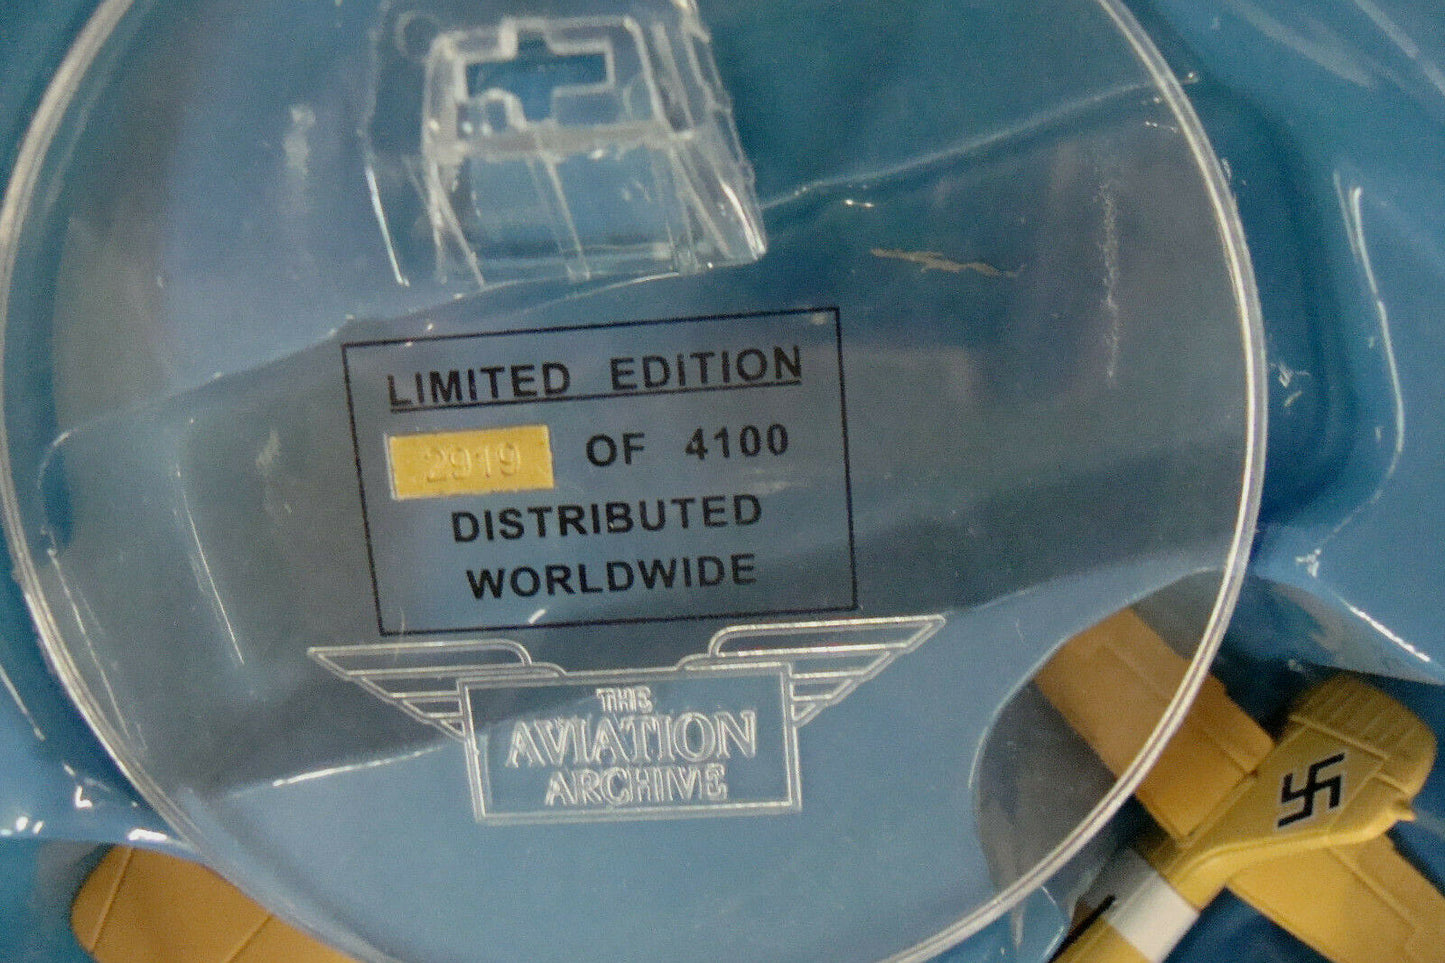 LIMITED EDITION
2919 OF 4100
DISTRIBUTED
WORLDWIDE
THE
AVIATION
ARCHIVE